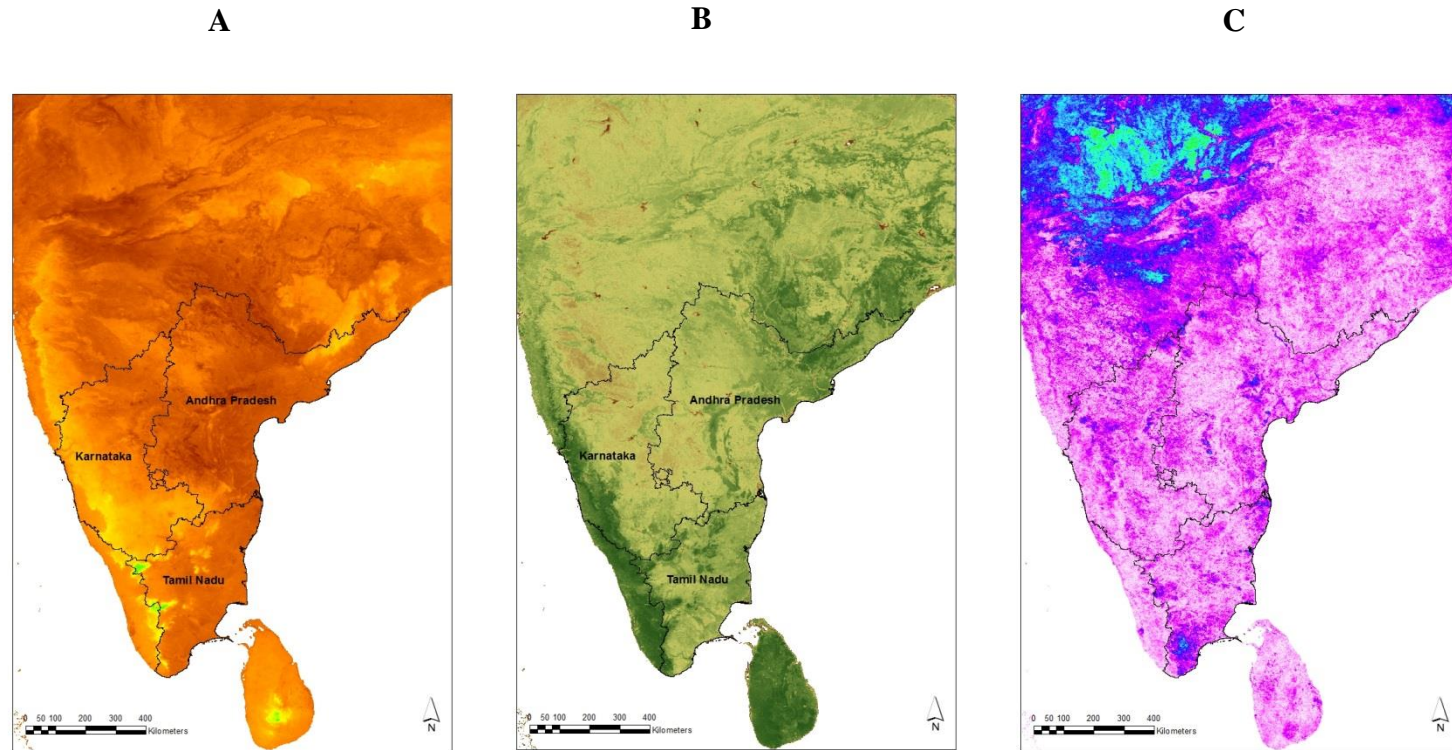 A
B
C
Andhra Pradesh
Karnataka
Tamil Nadu
0 50 100 200 300 400
Kilometers
N
Andhra Pradesh
Karnataka
Tamil Nadu
0 50 100 200 300 400
Kilometers
N
0 50 100 200 300 400
Kilometers
N